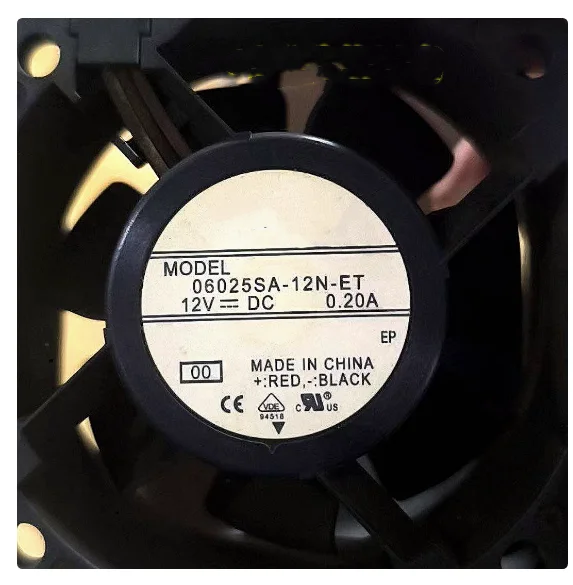 MODEL
06025SA-12N-ET
12V ⎓ DC 0.20A
EP
00
MADE IN CHINA
+:RED,-:BLACK
CE VDE c RU® US
94518